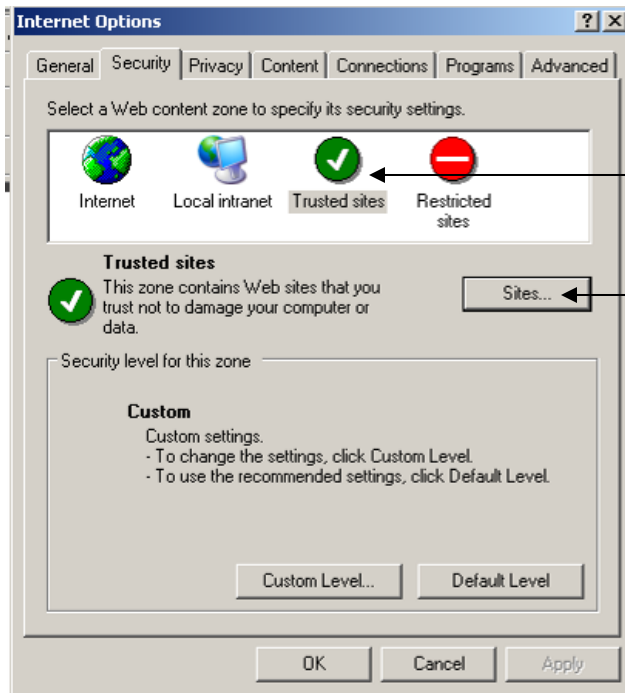 Internet Options
General Security Privacy Content Connections Programs Advanced
Select a Web content zone to specify its security settings.
Internet Local intranet Trusted sites Restricted
sites
Trusted sites
This zone contains Web sites that you
trust not to damage your computer or
data.
Sites...
Security level for this zone
Custom
Custom settings.
- To change the settings, click Custom Level.
- To use the recommended settings, click Default Level.
Custom Level... Default Level
OK Cancel Apply